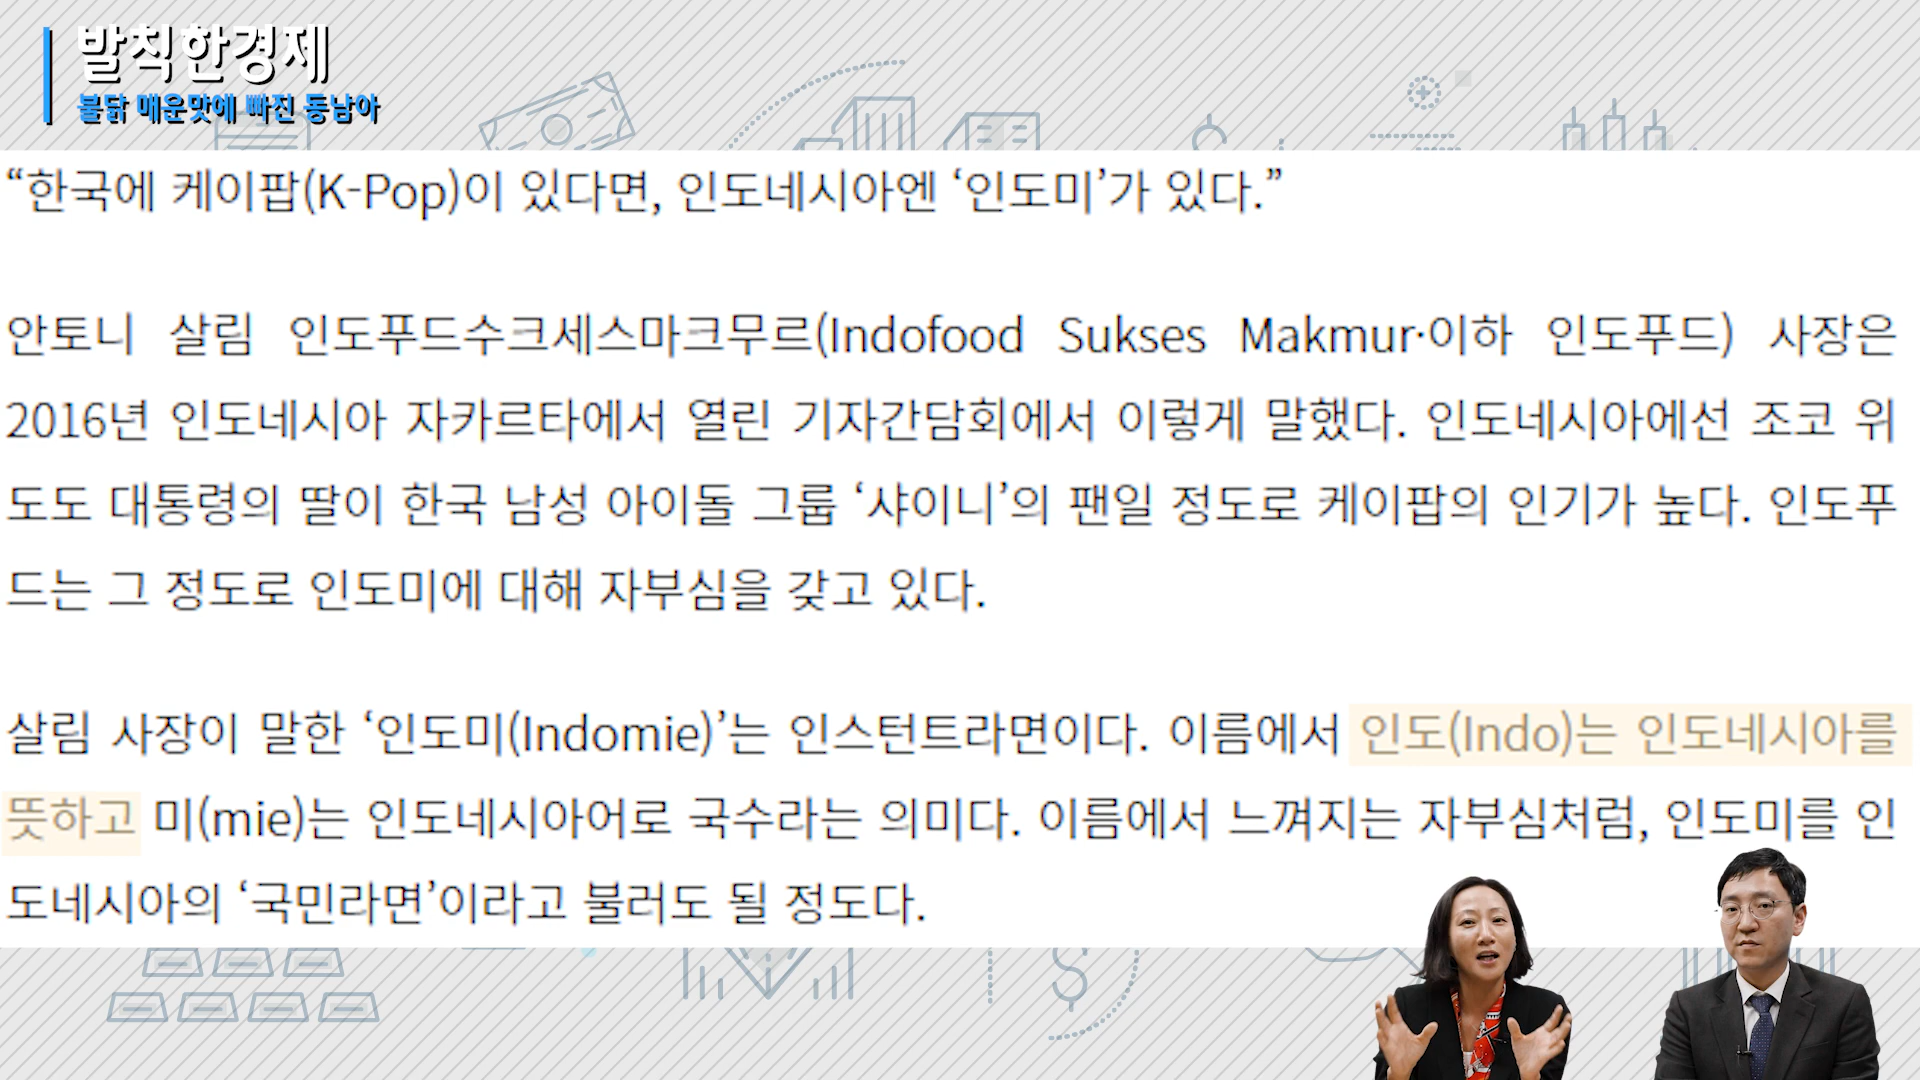 발칙한경제
불닭 매운맛에 빠진 동남아
“한국에 케이팝(K-Pop)이 있다면, 인도네시아엔 ‘인도미’가 있다.”
안토니 살림 인도푸드수크세스마크무르(Indofood Sukses Makmur·이하 인도푸드) 사장은
2016년 인도네시아 자카르타에서 열린 기자간담회에서 이렇게 말했다. 인도네시아에선 조코 위
도도 대통령의 딸이 한국 남성 아이돌 그룹 ‘샤이니’의 팬일 정도로 케이팝의 인기가 높다. 인도푸
드는 그 정도로 인도미에 대해 자부심을 갖고 있다.
살림 사장이 말한 ‘인도미(Indomie)’는 인스턴트라면이다. 이름에서 인도(Indo)는 인도네시아를
뜻하고 미(mie)는 인도네시아어로 국수라는 의미다. 이름에서 느껴지는 자부심처럼, 인도미를 인
도네시아의 ‘국민라면’이라고 불러도 될 정도다.